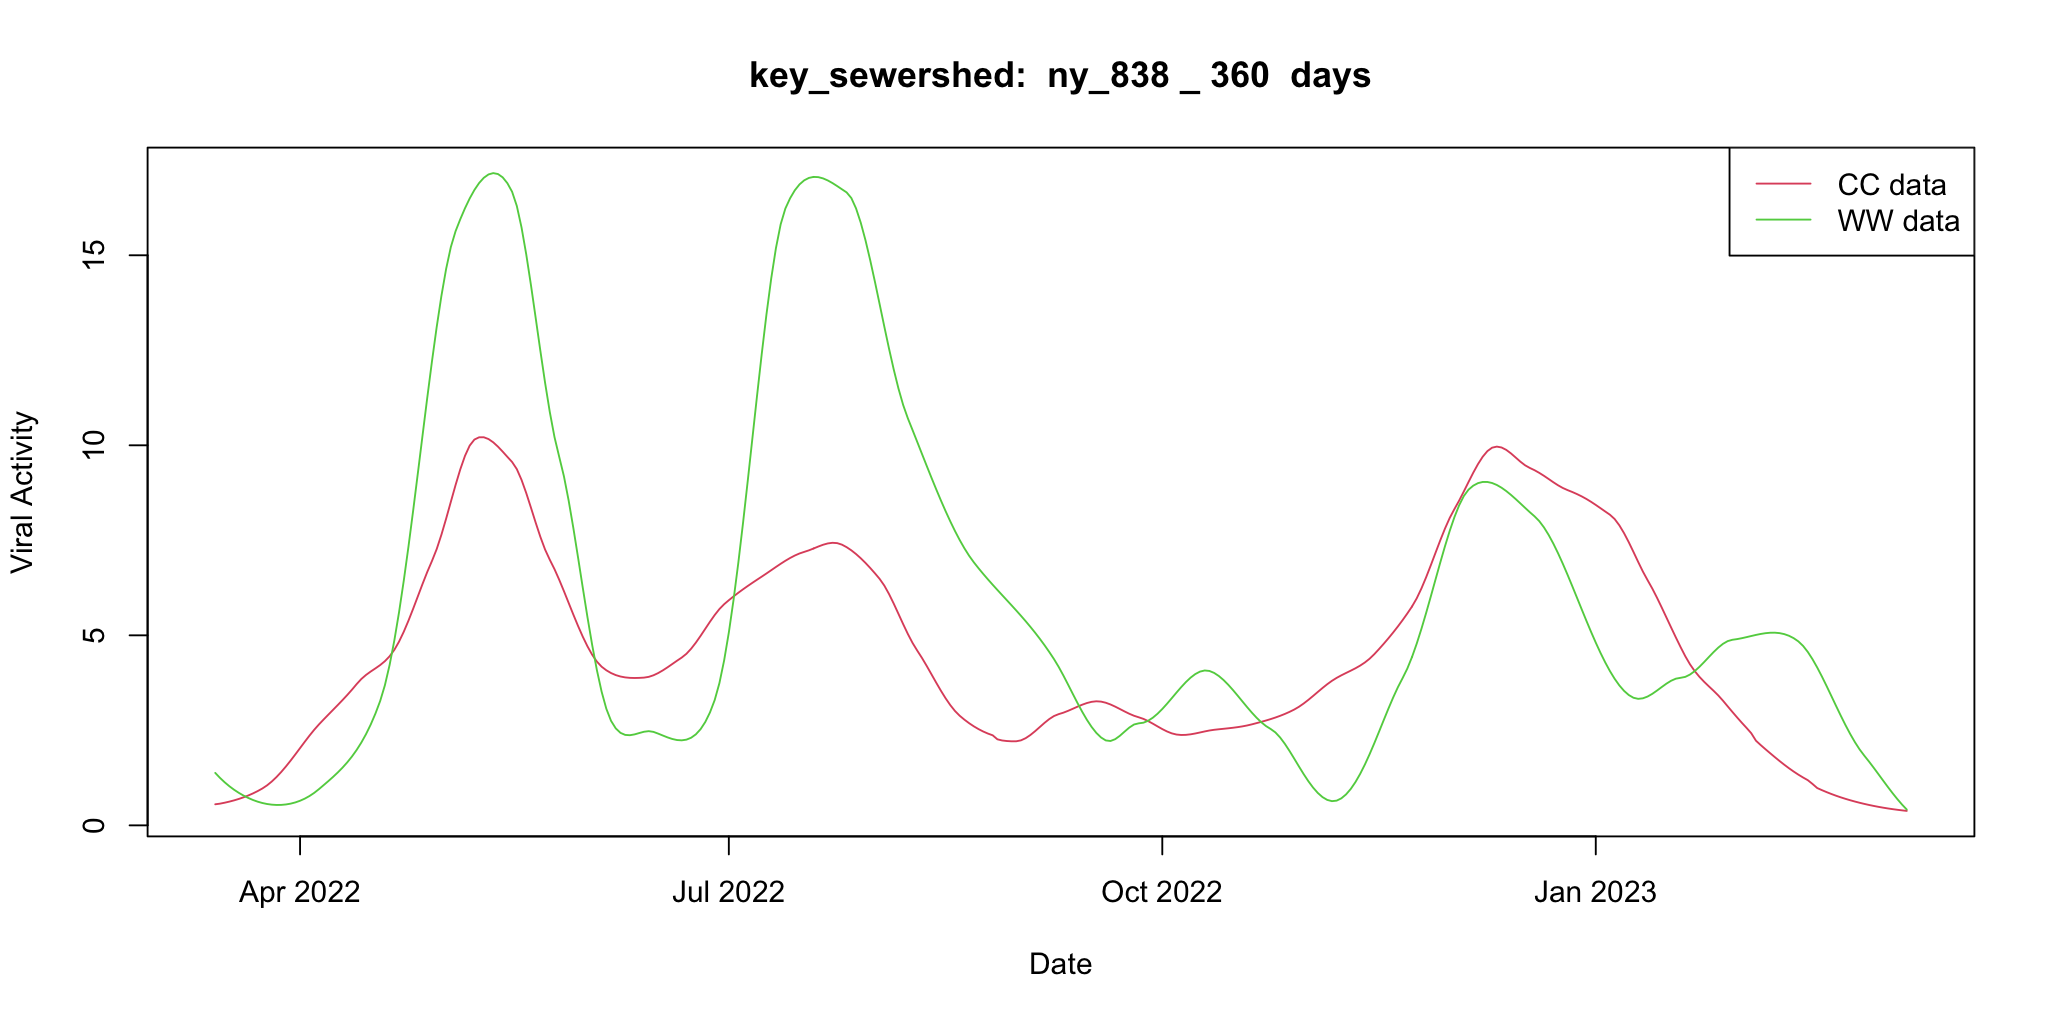 key_sewershed:  ny_838 _ 360  days
CC data
WW data
Viral Activity
15
10
5
0
Apr 2022
Jul 2022
Oct 2022
Jan 2023
Date